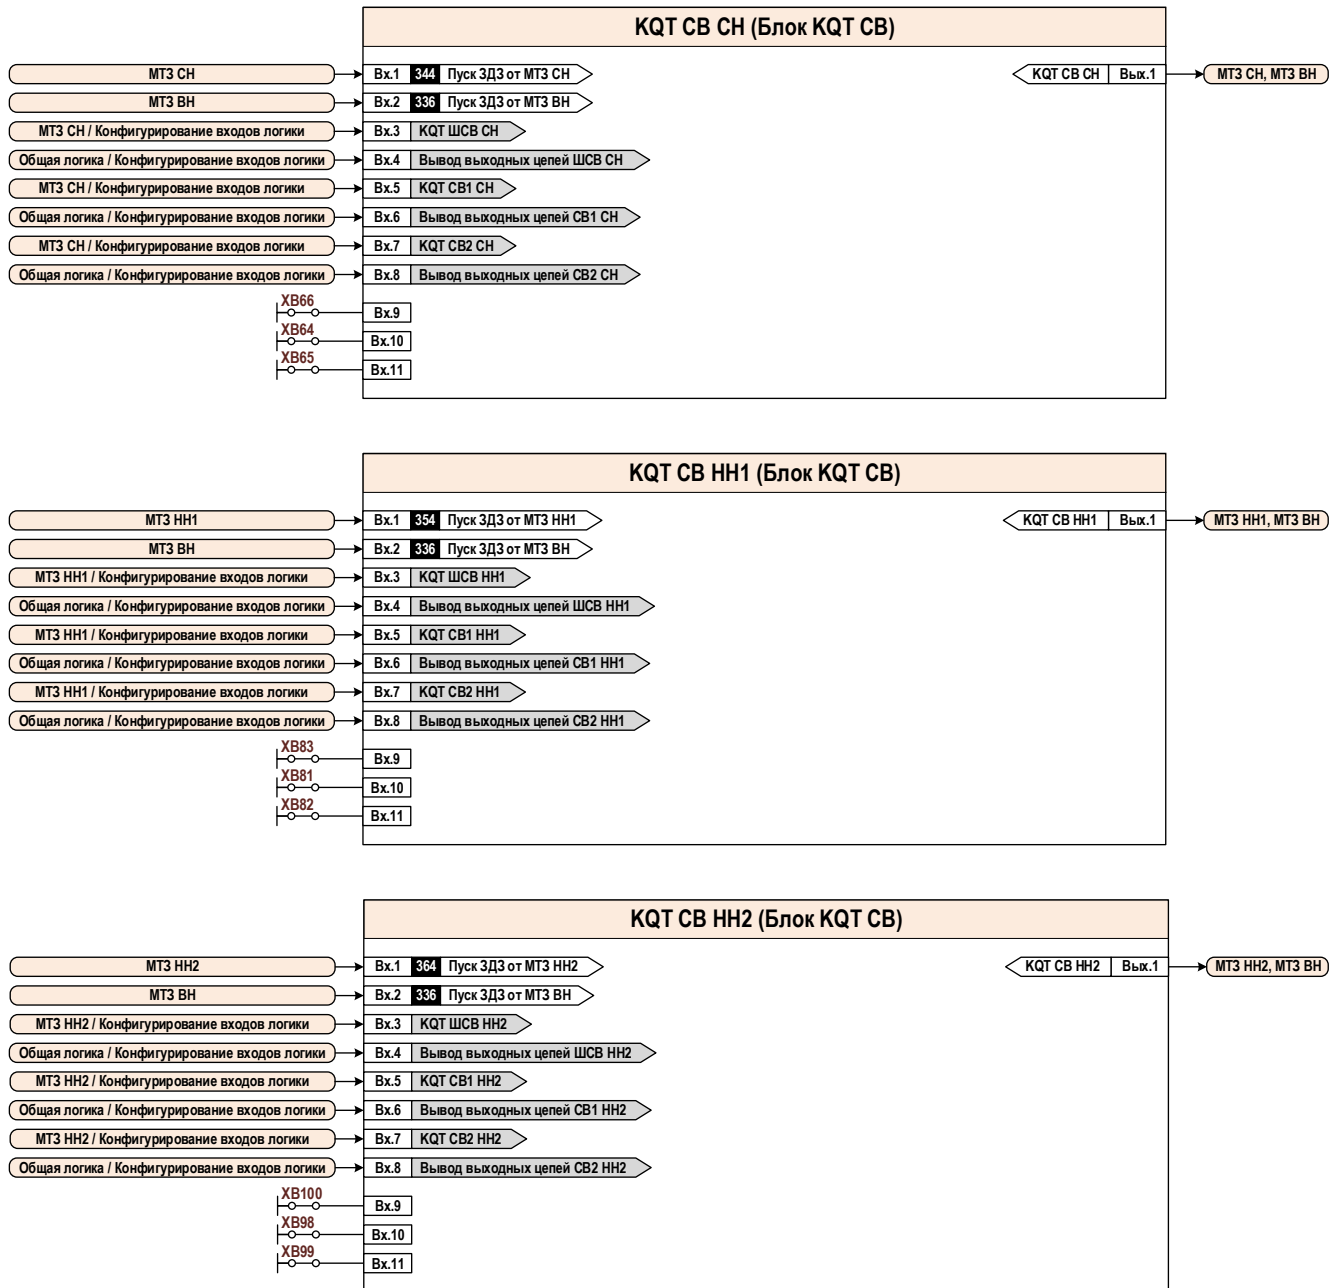 KQT СВ СН (Блок KQT СВ)
МТЗ СН Вх.1 344 Пуск ЗДЗ от МТЗ СН KQT СВ СН Вых.1 МТЗ СН, МТЗ ВН
МТЗ ВН Вх.2 336 Пуск ЗДЗ от МТЗ ВН
МТЗ СН / Конфигурирование входов логики Вх.3 KQT ШСВ СН
Общая логика / Конфигурирование входов логики Вх.4 Вывод выходных цепей ШСВ СН
МТЗ СН / Конфигурирование входов логики Вх.5 KQT СВ1 СН
Общая логика / Конфигурирование входов логики Вх.6 Вывод выходных цепей СВ1 СН
МТЗ СН / Конфигурирование входов логики Вх.7 KQT СВ2 СН
Общая логика / Конфигурирование входов логики Вх.8 Вывод выходных цепей СВ2 СН
XB66 Вх.9
XB64 Вх.10
XB65 Вх.11
KQT СВ НН1 (Блок KQT СВ)
МТЗ НН1 Вх.1 354 Пуск ЗДЗ от МТЗ НН1 KQT СВ НН1 Вых.1 МТЗ НН1, МТЗ ВН
МТЗ ВН Вх.2 336 Пуск ЗДЗ от МТЗ ВН
МТЗ НН1 / Конфигурирование входов логики Вх.3 KQT ШСВ НН1
Общая логика / Конфигурирование входов логики Вх.4 Вывод выходных цепей ШСВ НН1
МТЗ НН1 / Конфигурирование входов логики Вх.5 KQT СВ1 НН1
Общая логика / Конфигурирование входов логики Вх.6 Вывод выходных цепей СВ1 НН1
МТЗ НН1 / Конфигурирование входов логики Вх.7 KQT СВ2 НН1
Общая логика / Конфигурирование входов логики Вх.8 Вывод выходных цепей СВ2 НН1
XB83 Вх.9
XB81 Вх.10
XB82 Вх.11
KQT СВ НН2 (Блок KQT СВ)
МТЗ НН2 Вх.1 364 Пуск ЗДЗ от МТЗ НН2 KQT СВ НН2 Вых.1 МТЗ НН2, МТЗ ВН
МТЗ ВН Вх.2 336 Пуск ЗДЗ от МТЗ ВН
МТЗ НН2 / Конфигурирование входов логики Вх.3 KQT ШСВ НН2
Общая логика / Конфигурирование входов логики Вх.4 Вывод выходных цепей ШСВ НН2
МТЗ НН2 / Конфигурирование входов логики Вх.5 KQT СВ1 НН2
Общая логика / Конфигурирование входов логики Вх.6 Вывод выходных цепей СВ1 НН2
МТЗ НН2 / Конфигурирование входов логики Вх.7 KQT СВ2 НН2
Общая логика / Конфигурирование входов логики Вх.8 Вывод выходных цепей СВ2 НН2
XB100 Вх.9
XB98 Вх.10
XB99 Вх.11